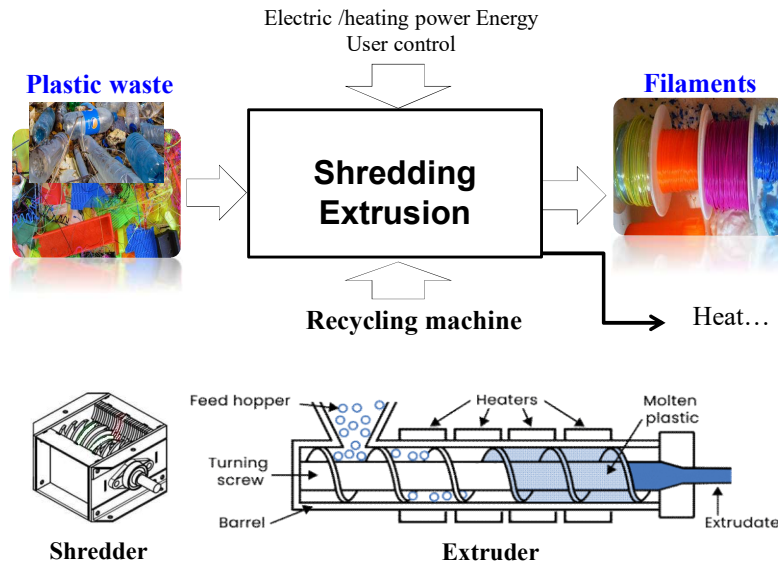 Electric /heating power Energy
User control
Plastic waste
Filaments
Shredding
Extrusion
Recycling machine
Heat…
Feed hopper
Heaters
Molten
plastic
Turning
screw
Barrel
Extrudate
Shredder
Extruder